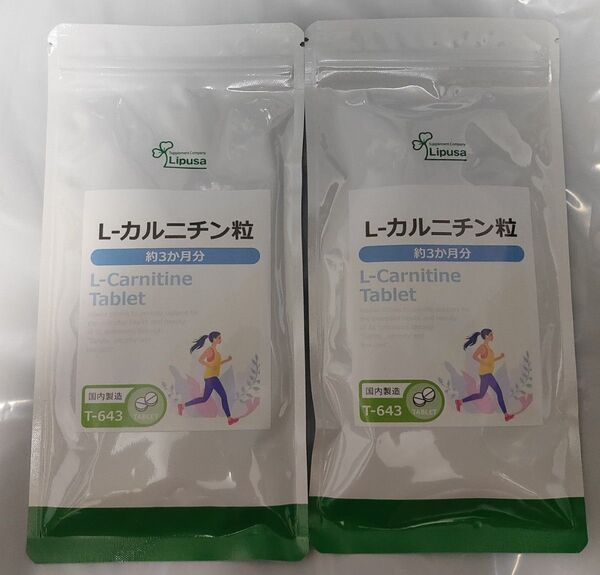 Supplement Company
Lipusa
L-カルニチン粒
約3か月分
L-Carnitine
Tablet
国内製造
T-643
TABLET
Supplement Company
Lipusa
L-カルニチン粒
約3か月分
L-Carnitine
Tablet
国内製造
T-643
TABLET